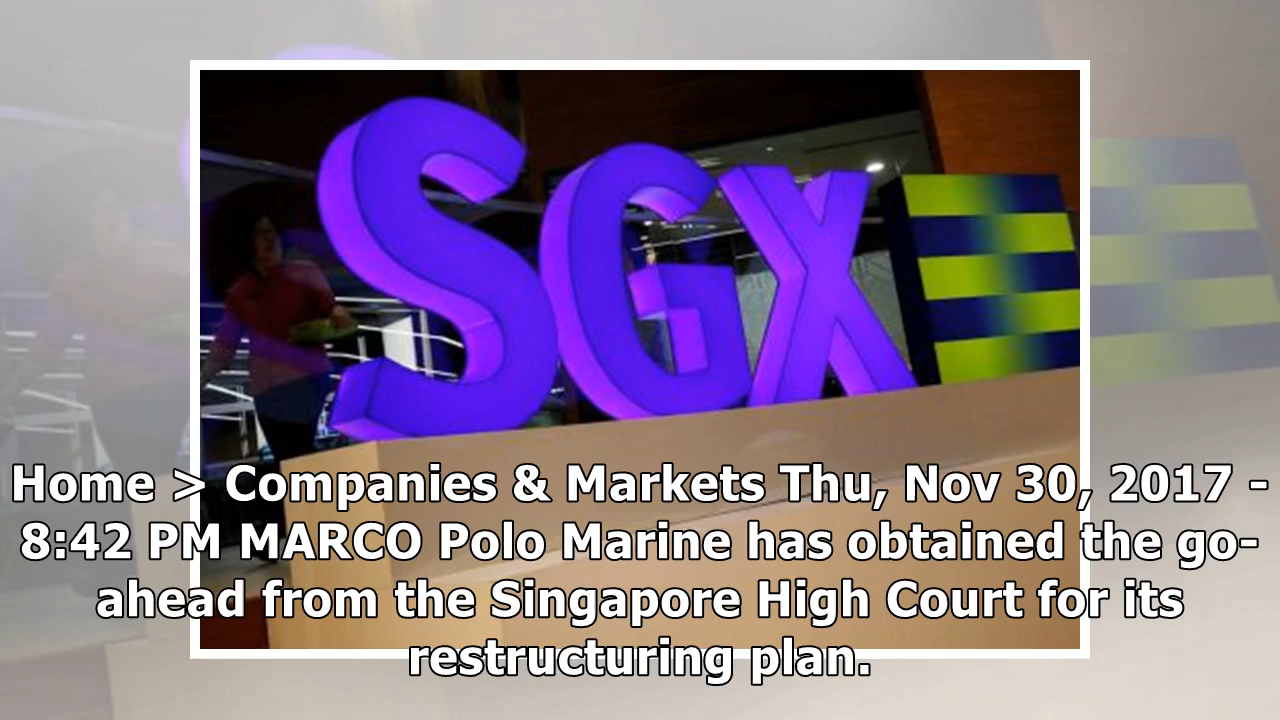 SGX
Home > Companies & Markets Thu, Nov 30, 2017 -
8:42 PM MARCO Polo Marine has obtained the go-
ahead from the Singapore High Court for its
restructuring plan.